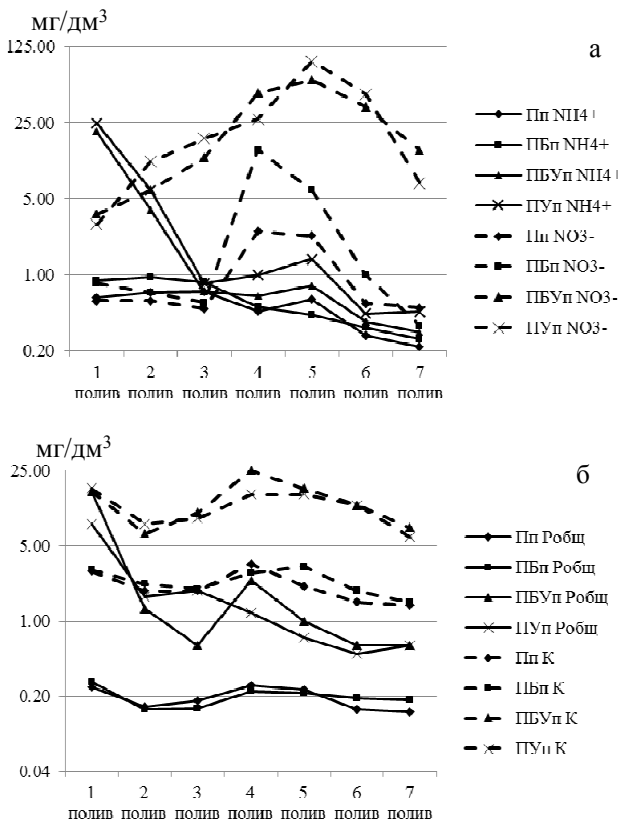 мг/дм³
а
125.00
25.00
5.00
1.00
0.20
1 полив
2 полив
3 полив
4 полив
5 полив
6 полив
7 полив
Пп NH4+
ПБп NH4+
ПБУп NH4+
ПУп NH4+
Пп NO3-
ПБп NO3-
ПБУп NO3-
ПУп NO3-
мг/дм³
б
25.00
5.00
1.00
0.20
0.04
1 полив
2 полив
3 полив
4 полив
5 полив
6 полив
7 полив
Пп Pобщ
ПБп Pобщ
ПБУп Pобщ
ПУп Pобщ
Пп K
ПБп K
ПБУп K
ПУп K